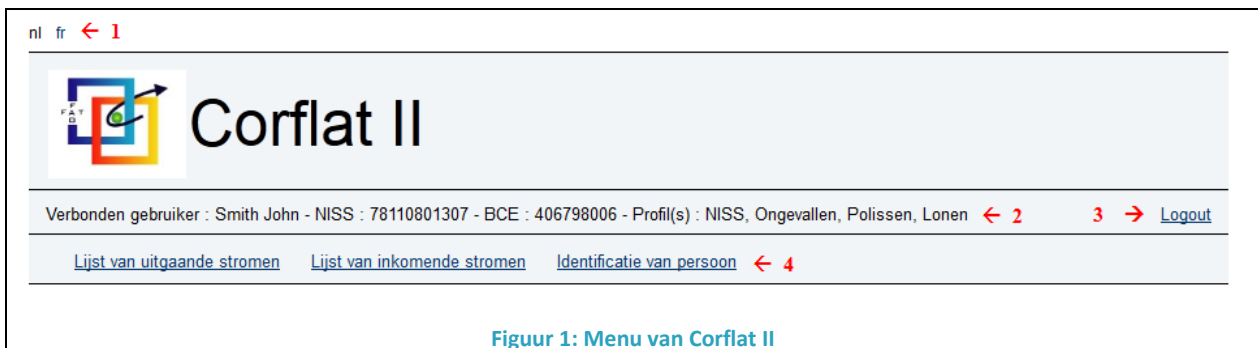 nl fr ← 1
FAT
F A O
Corflat II
Verbonden gebruiker : Smith John - NISS : 78110801307 - BCE : 406798006 - Profil(s) : NISS, Ongevallen, Polissen, Lonen ← 2 3 → Logout
Lijst van uitgaande stromen Lijst van inkomende stromen Identificatie van persoon ← 4
Figuur 1: Menu van Corflat II